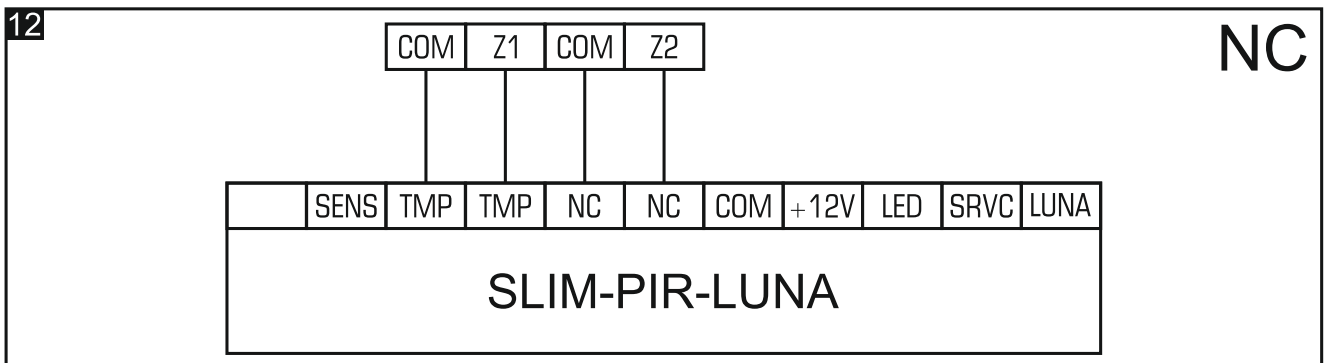 12
NC
COM Z1 COM Z2
SENS TMP TMP NC NC COM +12V LED SRVC LUNA
SLIM-PIR-LUNA